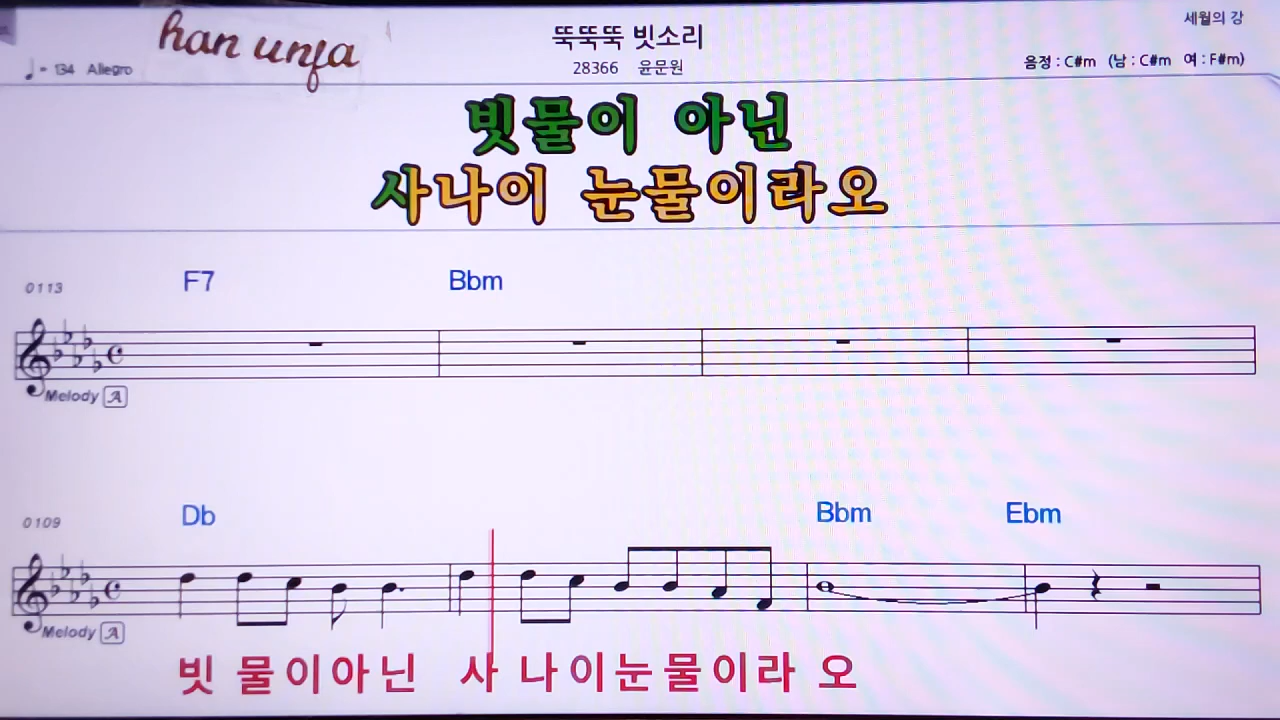 han unfa
뚝뚝뚝 빗소리
세월의 강
♩= 134 Allegro
28366 윤문원
음정 : C#m (남 : C#m 여 : F#m)
빗물이 아닌
사나이 눈물이라오
F7 Bbm
0113
Melody A
Db Bbm Ebm
0109
Melody A
빗 물이아닌 사 나이눈물이라 오